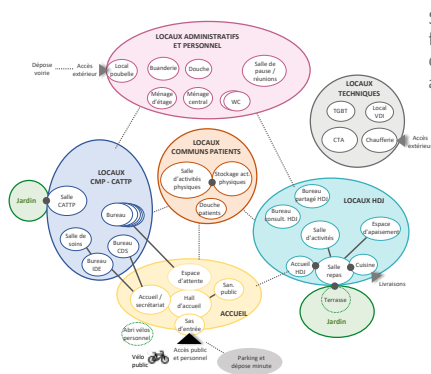 LOCAUX ADMINISTRATIFS
ET PERSONNEL
Dépose
voirie
Accès
extérieur
Local
poubelle
Buanderie
Douche
Salle de
pause /
réunions
Ménage
d'étage
Ménage
central
WC
LOCAUX
TECHNIQUES
TGBT
Local
VDI
CTA
Chaufferie
Accès
extérieur
LOCAUX
COMMUNS PATIENTS
Salle
d'activités
physiques
Stockage act.
physiques
Douche
patients
LOCAUX
CMP - CATTP
Jardin
Salle
CATTP
Bureau
Salle de
soins
Bureau
CDS
Bureau
IDE
LOCAUX HDJ
Bureau
partagé HDJ
Bureau
consult. HDJ
Salle
d'activités
Espace
d'apaisement
Accueil
HDJ
Salle
repas
Cuisine
Livraisons
Terrasse
Jardin
Espace
d'attente
San.
public
Accueil /
secrétariat
Hall
d'accueil
ACCUEIL
Sas
d'entrée
Abri vélos
personnel
Vélo
public
Accès public
et personnel
Parking et
dépose minute